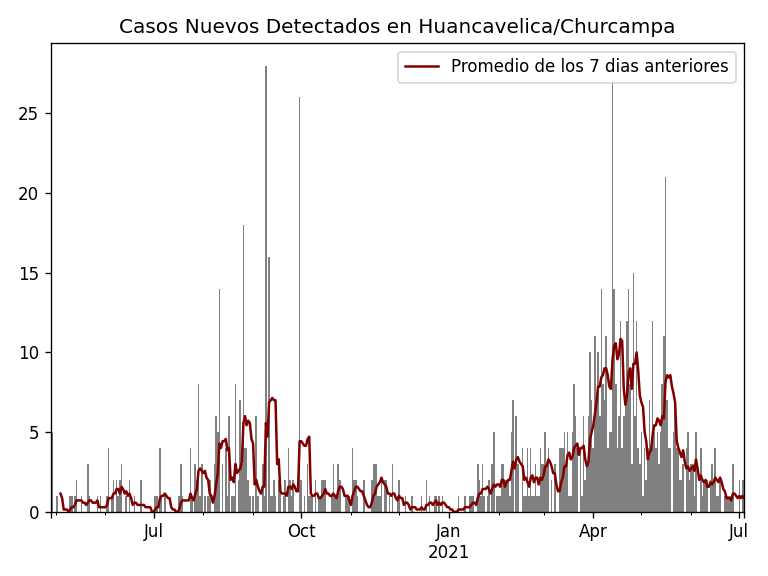 Casos Nuevos Detectados en Huancavelica/Churcampa
Promedio de los 7 dias anteriores
25
20
15
10
5
0
Jul
Oct
Jan
2021
Apr
Jul